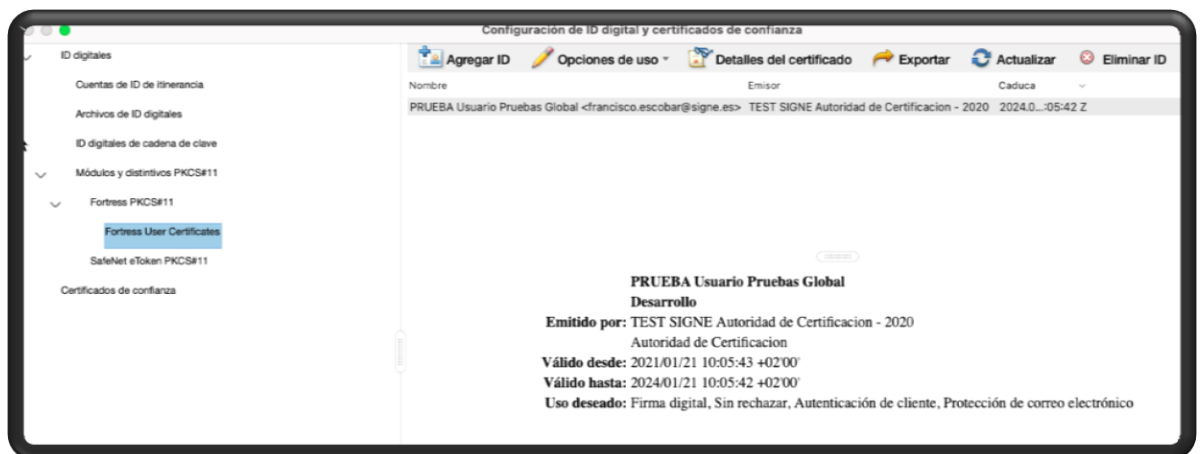 Configuración de ID digital y certificados de confianza
ID digitales
Cuentas de ID de itinerancia
Archivos de ID digitales
ID digitales de cadena de clave
Módulos y distintivos PKCS#11
Fortress PKCS#11
Fortress User Certificates
SafeNet eToken PKCS#11
Certificados de confianza
Agregar ID Opciones de uso Detalles del certificado Exportar Actualizar Eliminar ID
Nombre Emisor Caduca
PRUEBA Usuario Pruebas Global <francisco.escobar@signe.es> TEST SIGNE Autoridad de Certificacion - 2020 2024.0...:05:42 Z
PRUEBA Usuario Pruebas Global
Desarrollo
Emitido por: TEST SIGNE Autoridad de Certificacion - 2020
Autoridad de Certificacion
Válido desde: 2021/01/21 10:05:43 +02'00'
Válido hasta: 2024/01/21 10:05:42 +02'00'
Uso deseado: Firma digital, Sin rechazar, Autenticación de cliente, Protección de correo electrónico